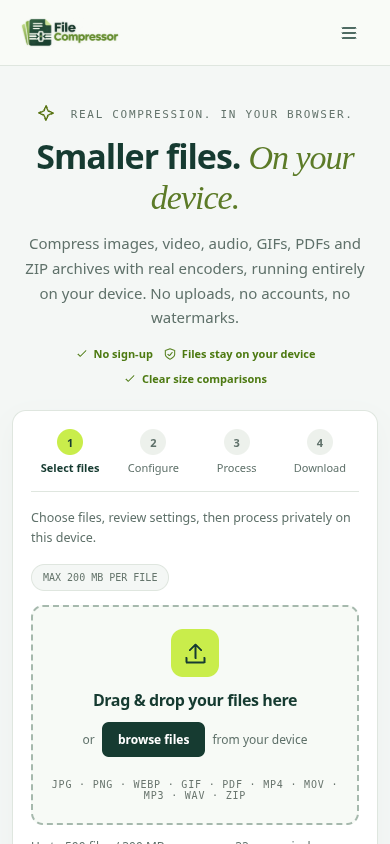 File
Compressor
REAL COMPRESSION. IN YOUR BROWSER.
Smaller files. On your
device.
Compress images, video, audio, GIFs, PDFs and
ZIP archives with real encoders, running entirely
on your device. No uploads, no accounts, no
watermarks.
No sign-up Files stay on your device
Clear size comparisons
1 2 3 4
Select files Configure Process Download
Choose files, review settings, then process privately on
this device.
MAX 200 MB PER FILE
Drag & drop your files here
or browse files from your device
JPG · PNG · WEBP · GIF · PDF · MP4 · MOV ·
MP3 · WAV · ZIP